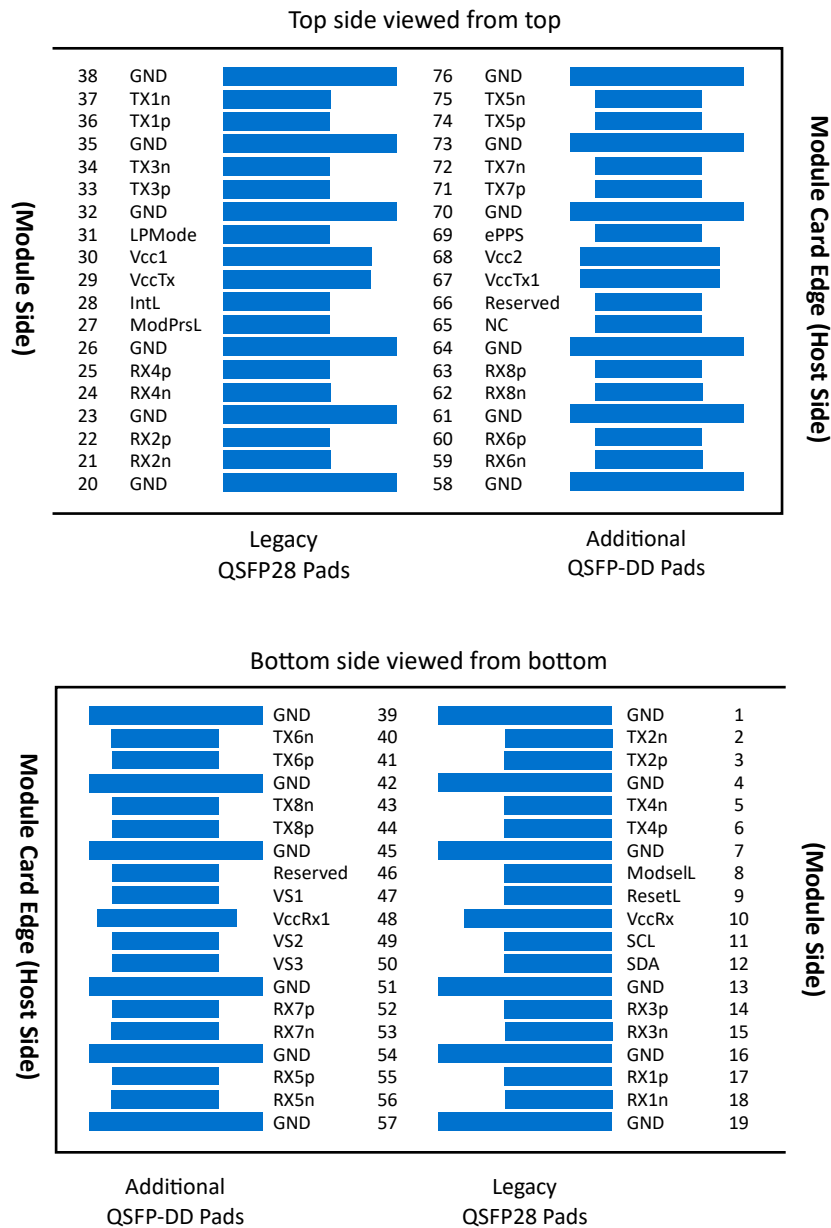 Top side viewed from top
38 GND 76 GND
37 TX1n 75 TX5n
36 TX1p 74 TX5p
35 GND 73 GND
34 TX3n 72 TX7n
33 TX3p 71 TX7p
32 GND 70 GND
31 LPMode 69 ePPS
30 Vcc1 68 Vcc2
29 VccTx 67 VccTx1
28 IntL 66 Reserved
27 ModPrsL 65 NC
26 GND 64 GND
25 RX4p 63 RX8p
24 RX4n 62 RX8n
23 GND 61 GND
22 RX2p 60 RX6p
21 RX2n 59 RX6n
20 GND 58 GND
(Module Side)
Module Card Edge (Host Side)
Legacy
QSFP28 Pads
Additional
QSFP-DD Pads
Bottom side viewed from bottom
GND 39 GND 1
TX6n 40 TX2n 2
TX6p 41 TX2p 3
GND 42 GND 4
TX8n 43 TX4n 5
TX8p 44 TX4p 6
GND 45 GND 7
Reserved 46 ModselL 8
VS1 47 ResetL 9
VccRx1 48 VccRx 10
VS2 49 SCL 11
VS3 50 SDA 12
GND 51 GND 13
RX7p 52 RX3p 14
RX7n 53 RX3n 15
GND 54 GND 16
RX5p 55 RX1p 17
RX5n 56 RX1n 18
GND 57 GND 19
Module Card Edge (Host Side)
(Module Side)
Additional
QSFP-DD Pads
Legacy
QSFP28 Pads